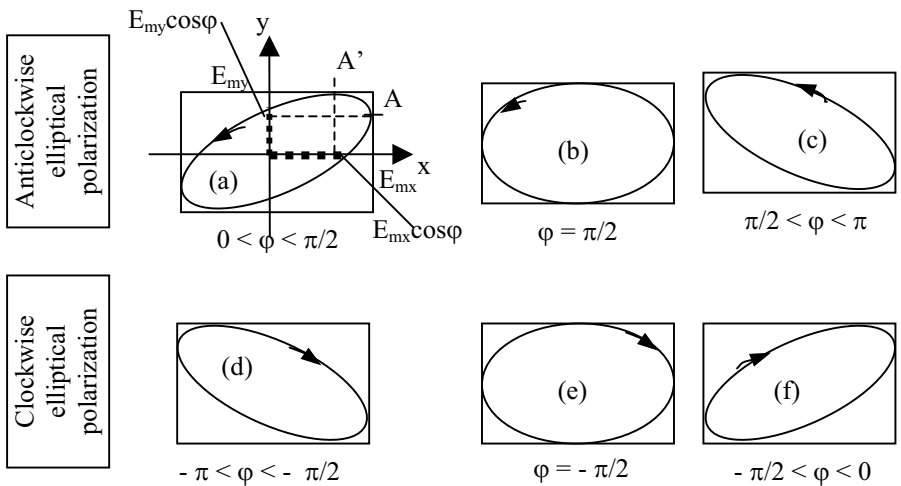 Anticlockwise
elliptical
polarization
E_my cosφ
y
A’
E_my
A
x
(a)
E_mx
E_mx cosφ
0 < φ < π/2
(b)
φ = π/2
(c)
π/2 < φ < π
Clockwise
elliptical
polarization
(d)
- π < φ < - π/2
(e)
φ = - π/2
(f)
- π/2 < φ < 0